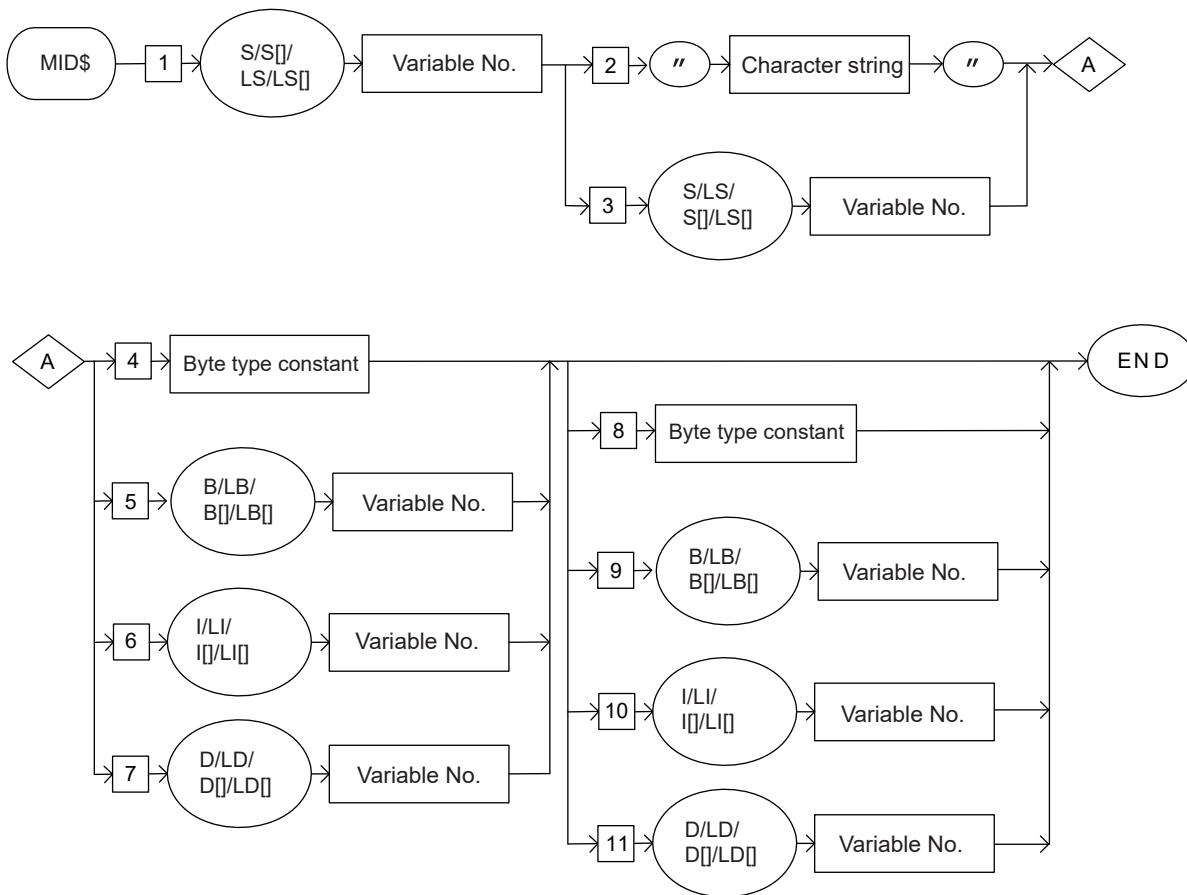 MID$
1
S/S[]/
LS/LS[]
Variable No.
2
"
Character string
"
A
3
S/LS/
S[]/LS[]
Variable No.
A
4
Byte type constant
END
8
Byte type constant
5
B/LB/
B[]/LB[]
Variable No.
9
B/LB/
B[]/LB[]
Variable No.
6
I/LI/
I[]/LI[]
Variable No.
10
I/LI/
I[]/LI[]
Variable No.
7
D/LD/
D[]/LD[]
Variable No.
11
D/LD/
D[]/LD[]
Variable No.